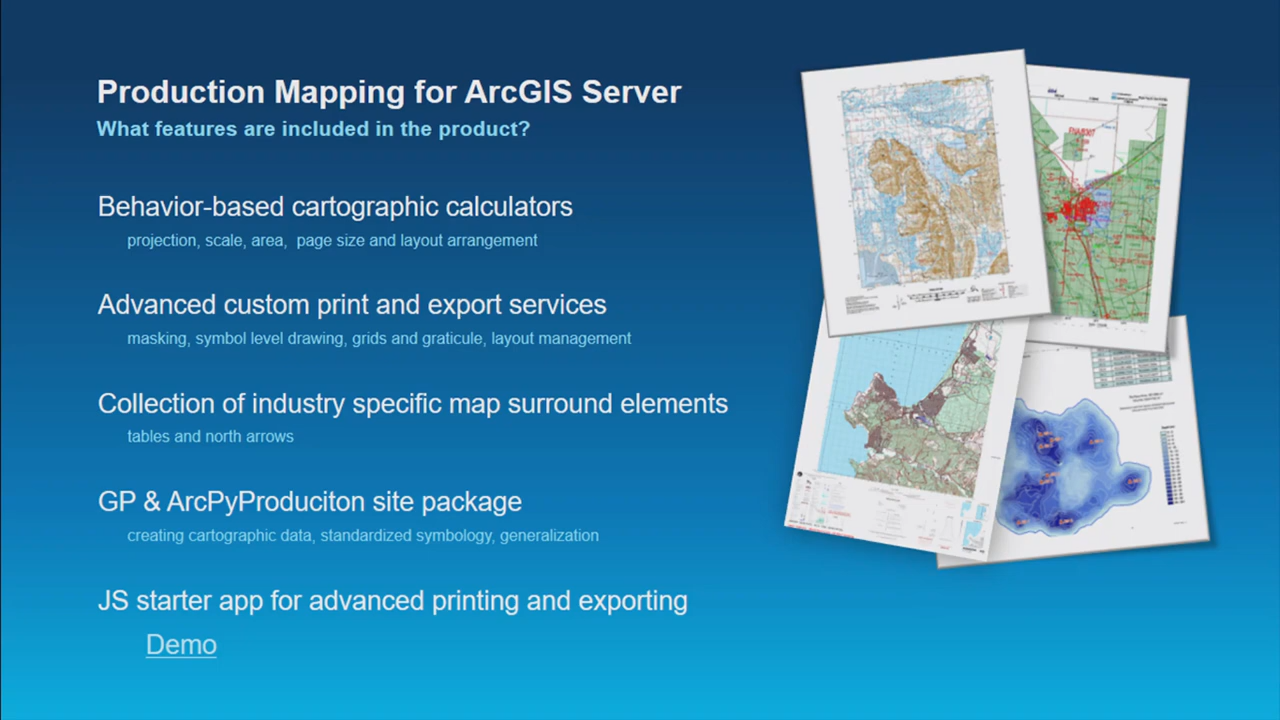 Production Mapping for ArcGIS Server
What features are included in the product?
Behavior-based cartographic calculators
projection, scale, area, page size and layout arrangement
Advanced custom print and export services
masking, symbol level drawing, grids and graticule, layout management
Collection of industry specific map surround elements
tables and north arrows
GP & ArcPyProduciton site package
creating cartographic data, standardized symbology, generalization
JS starter app for advanced printing and exporting
Demo